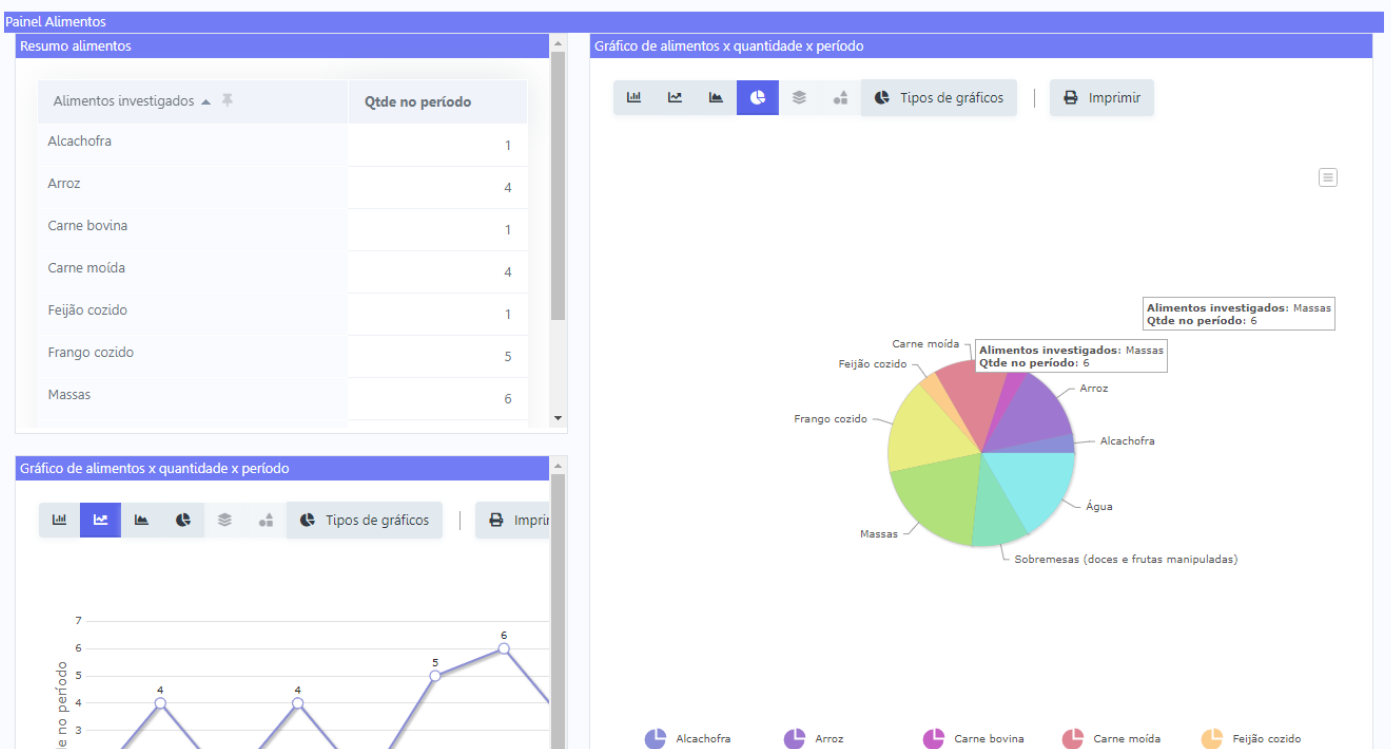 Painel Alimentos
Resumo alimentos
Alimentos investigados Qtde no período
Alcachofra 1
Arroz 4
Carne bovina 1
Carne moída 4
Feijão cozido 1
Frango cozido 5
Massas 6
Gráfico de alimentos x quantidade x período
Tipos de gráficos | Imprimir
Alimentos investigados: Massas
Qtde no período: 6
Carne moída
Alimentos investigados: Massas
Qtde no período: 6
Feijão cozido
Arroz
Frango cozido
Alcachofra
Água
Massas
Sobremesas (doces e frutas manipuladas)
Alcachofra Arroz Carne bovina Carne moída Feijão cozido
Gráfico de alimentos x quantidade x período
Tipos de gráficos | Imprir
7
6
5
4
3
4
4
5
6
no período